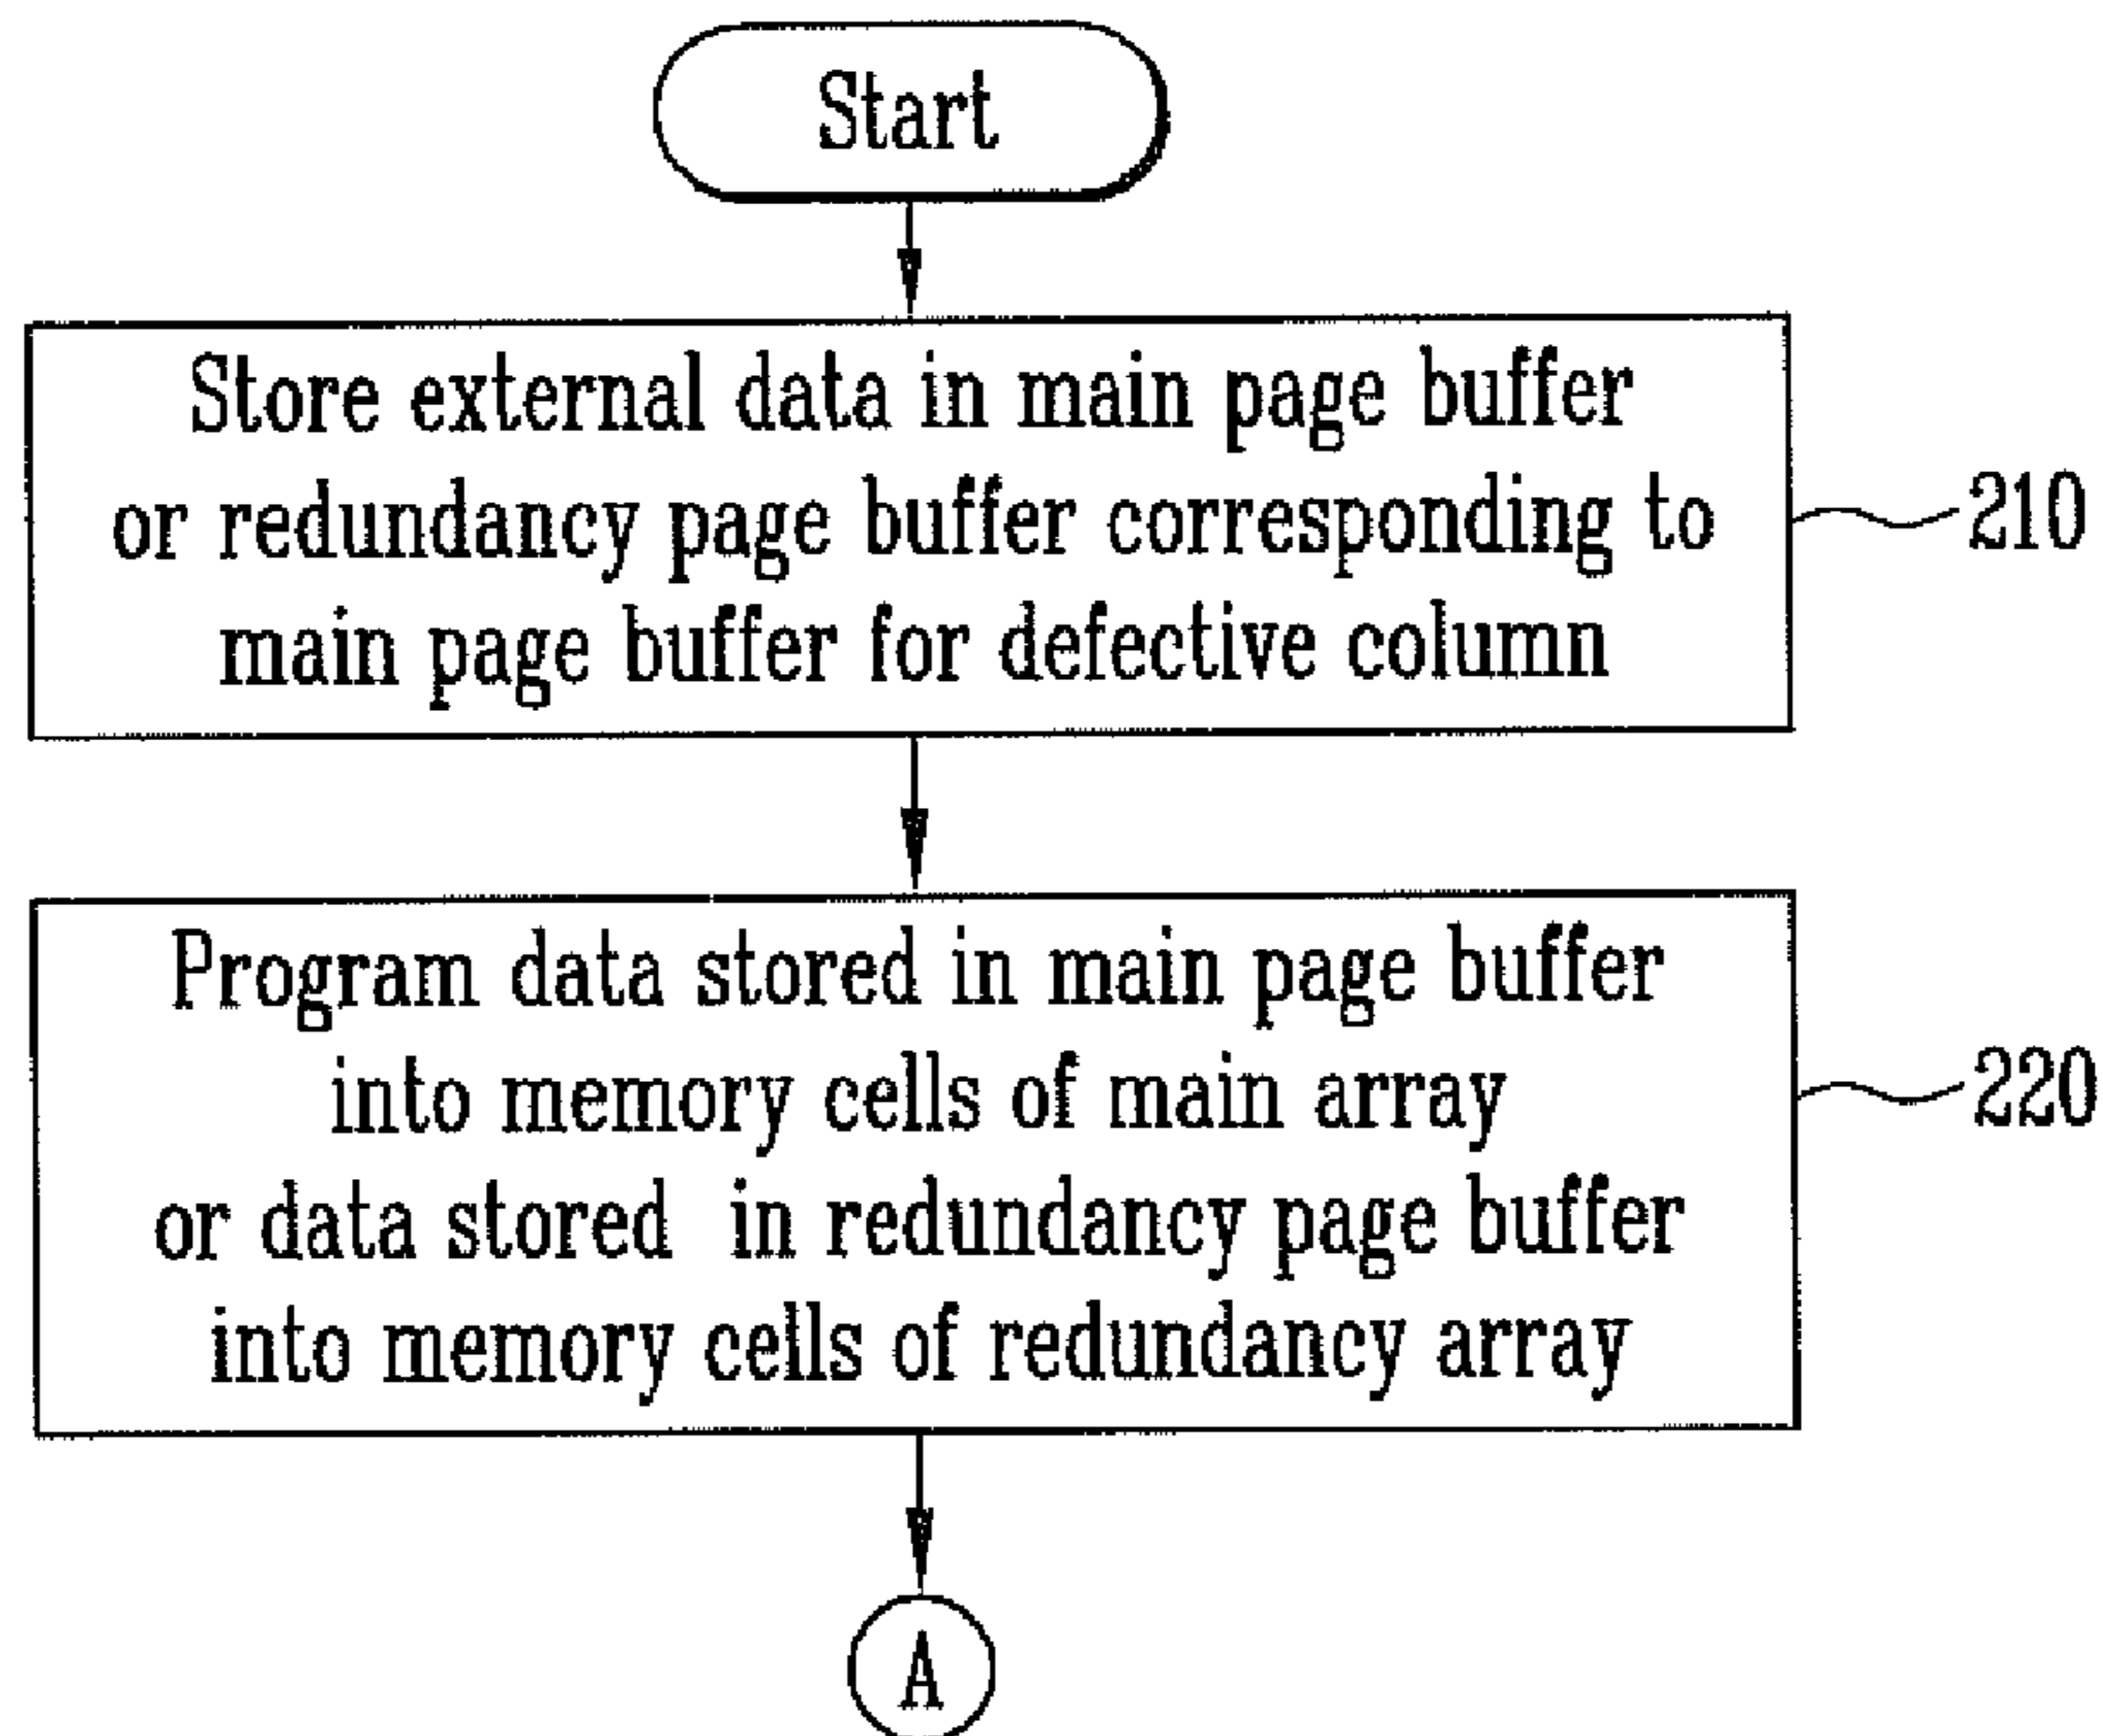 Start
Store external data in main page buffer
or redundancy page buffer corresponding to
main page buffer for defective column
210
Program data stored in main page buffer
into memory cells of main array
or data stored in redundancy page buffer
into memory cells of redundancy array
220
A